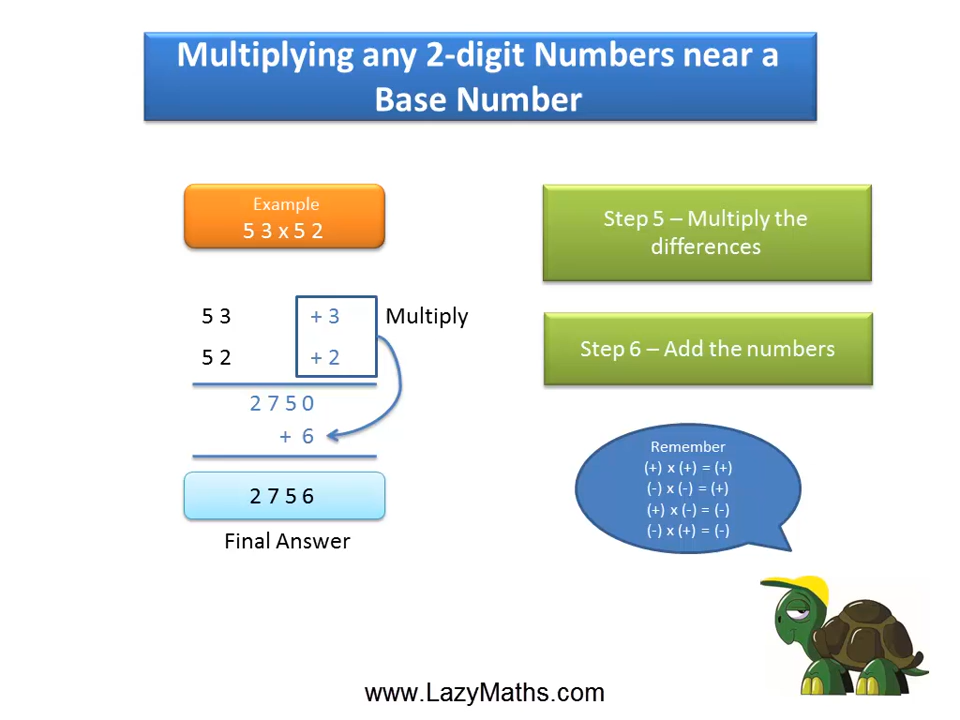 Multiplying any 2-digit Numbers near a
Base Number
Example
5 3 x 5 2
Step 5 – Multiply the
differences
5 3 + 3 Multiply
5 2 + 2
Step 6 – Add the numbers
2 7 5 0
+ 6
2 7 5 6
Final Answer
Remember
(+) x (+) = (+)
(-) x (-) = (+)
(+) x (-) = (-)
(-) x (+) = (-)
www.LazyMaths.com